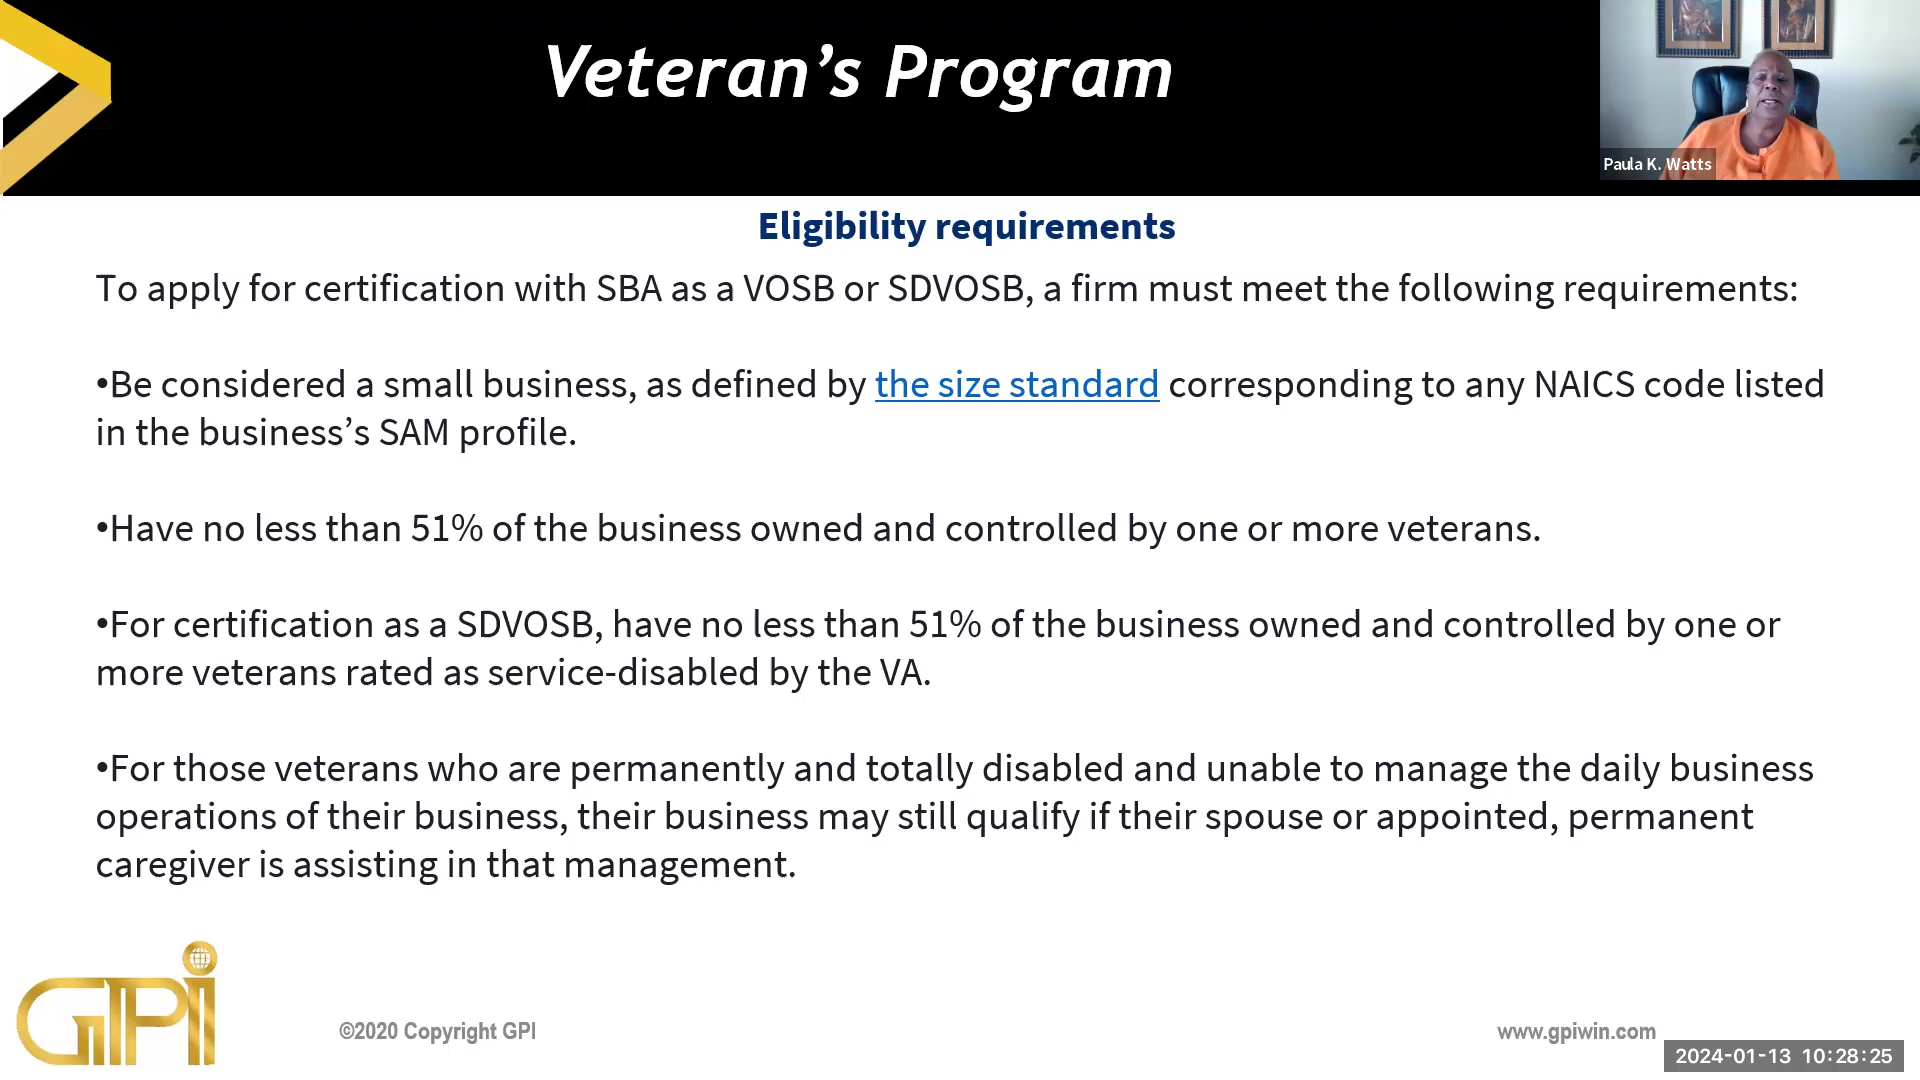 Veteran’s Program
Paula K. Watts
Eligibility requirements
To apply for certification with SBA as a VOSB or SDVOSB, a firm must meet the following requirements:
•Be considered a small business, as defined by the size standard corresponding to any NAICS code listed
in the business’s SAM profile.
•Have no less than 51% of the business owned and controlled by one or more veterans.
•For certification as a SDVOSB, have no less than 51% of the business owned and controlled by one or
more veterans rated as service-disabled by the VA.
•For those veterans who are permanently and totally disabled and unable to manage the daily business
operations of their business, their business may still qualify if their spouse or appointed, permanent
caregiver is assisting in that management.
GPi
©2020 Copyright GPI
www.gpiwin.com
2024-01-13 10:28:25